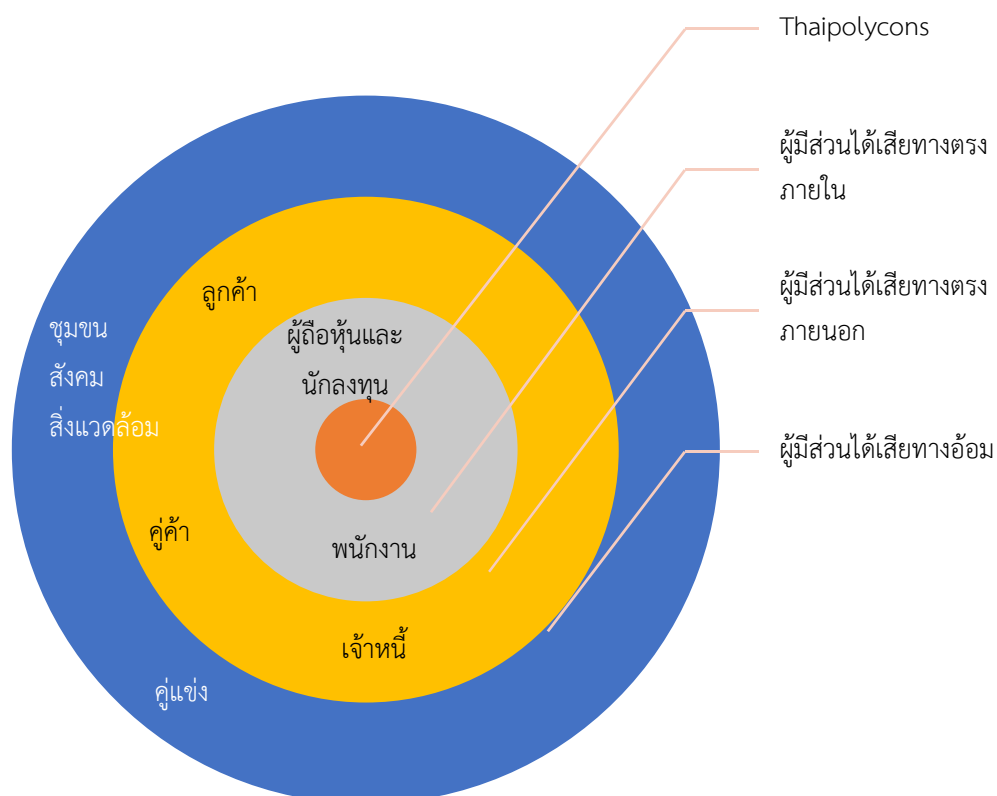 Thaipolycons
ผู้มีส่วนได้เสียทางตรง
ภายใน
ผู้มีส่วนได้เสียทางตรง
ภายนอก
ผู้มีส่วนได้เสียทางอ้อม
ลูกค้า
ผู้ถือหุ้นและ
นักลงทุน
ชุมขน
สังคม
สิ่งแวดล้อม
คู่ค้า
พนักงาน
เจ้าหนี้
คู่แข่ง